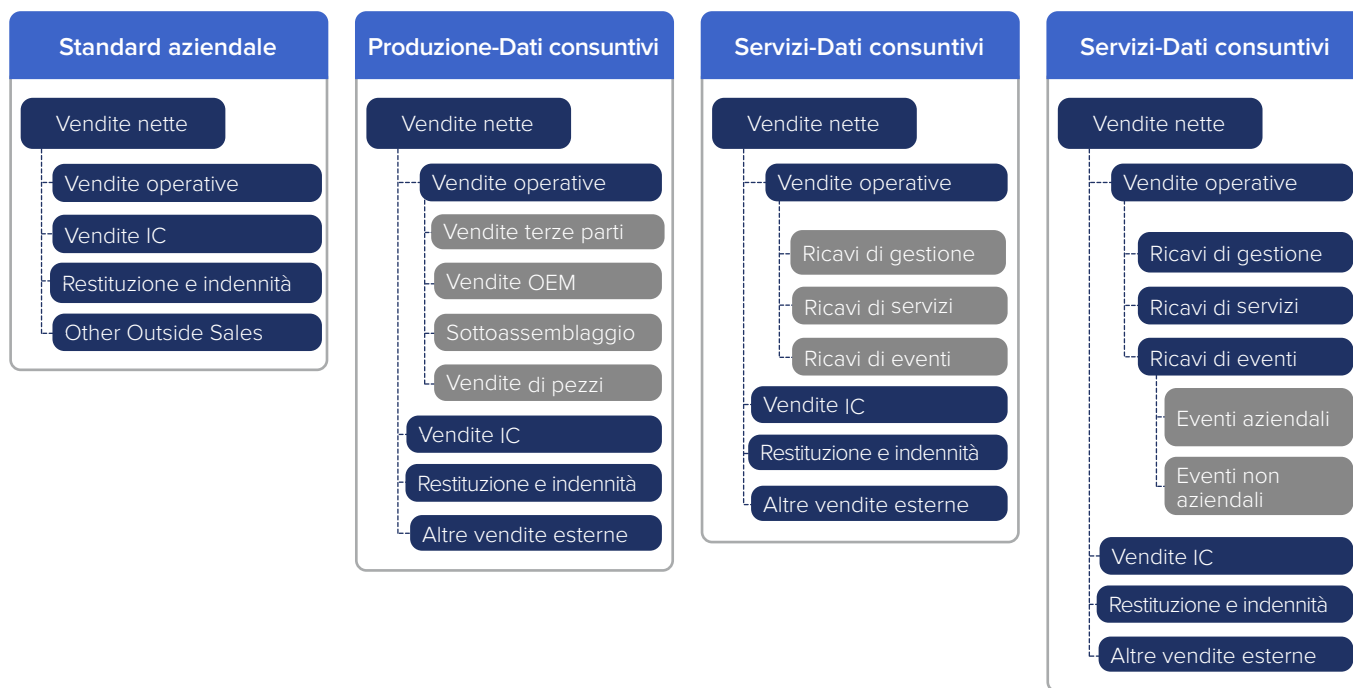 Standard aziendale
Vendite nette
Vendite operative
Vendite IC
Restituzione e indennità
Other Outside Sales
Produzione-Dati consuntivi
Vendite nette
Vendite operative
Vendite terze parti
Vendite OEM
Sottoassemblaggio
Vendite di pezzi
Vendite IC
Restituzione e indennità
Altre vendite esterne
Servizi-Dati consuntivi
Vendite nette
Vendite operative
Ricavi di gestione
Ricavi di servizi
Ricavi di eventi
Vendite IC
Restituzione e indennità
Altre vendite esterne
Servizi-Dati consuntivi
Vendite nette
Vendite operative
Ricavi di gestione
Ricavi di servizi
Ricavi di eventi
Eventi aziendali
Eventi non
aziendali
Vendite IC
Restituzione e indennità
Altre vendite esterne